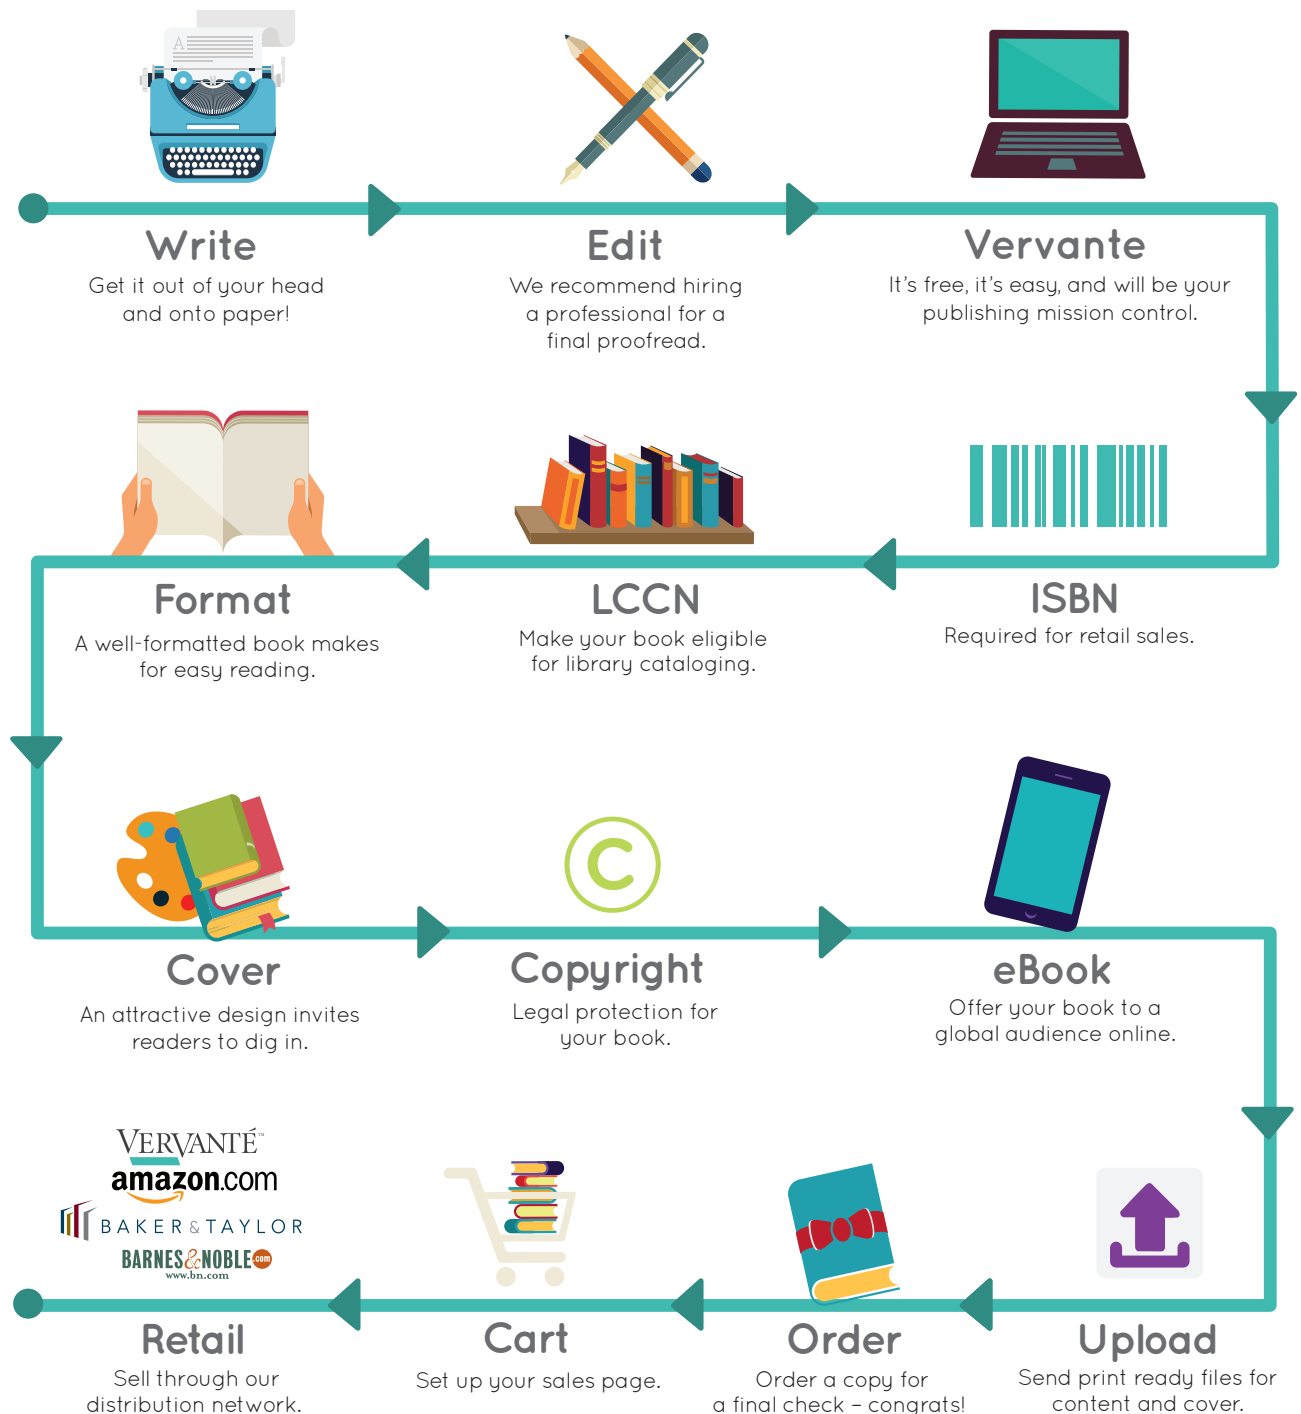 A
Write
Get it out of your head
and onto paper!
Edit
We recommend hiring
a professional for a
final proofread.
Vervante
It's free, it's easy, and will be your
publishing mission control.
ISBN
Required for retail sales.
LCCN
Make your book eligible
for library cataloging.
Format
A well-formatted book makes
for easy reading.
Cover
An attractive design invites
readers to dig in.
C
Copyright
Legal protection for
your book.
eBook
Offer your book to a
global audience online.
Upload
Send print ready files for
content and cover.
Order
Order a copy for
a final check – congrats!
Cart
Set up your sales page.
VERVANTÉ™
amazon.com
BAKER & TAYLOR
BARNES&NOBLE.com
www.bn.com
Retail
Sell through our
distribution network.